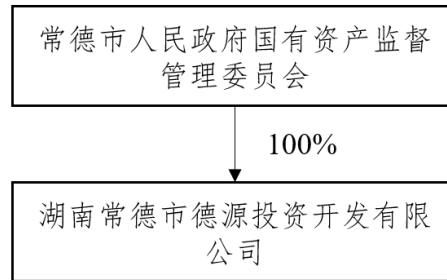 常德市人民政府国有资产监督
管理委员会
100%
湖南常德市德源投资开发有限
公司